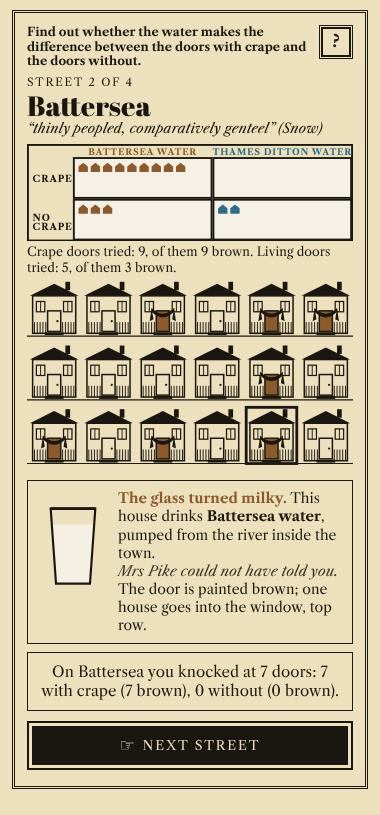 Find out whether the water makes the
difference between the doors with crape and
the doors without.
?
STREET 2 OF 4
Battersea
“thinly peopled, comparatively genteel” (Snow)
BATTERSEA WATER THAMES DITTON WATER
CRAPE
NO
CRAPE
Crape doors tried: 9, of them 9 brown. Living doors
tried: 5, of them 3 brown.
The glass turned milky. This
house drinks Battersea water,
pumped from the river inside the
town.
Mrs Pike could not have told you.
The door is painted brown; one
house goes into the window, top
row.
On Battersea you knocked at 7 doors: 7
with crape (7 brown), 0 without (0 brown).
☞ NEXT STREET